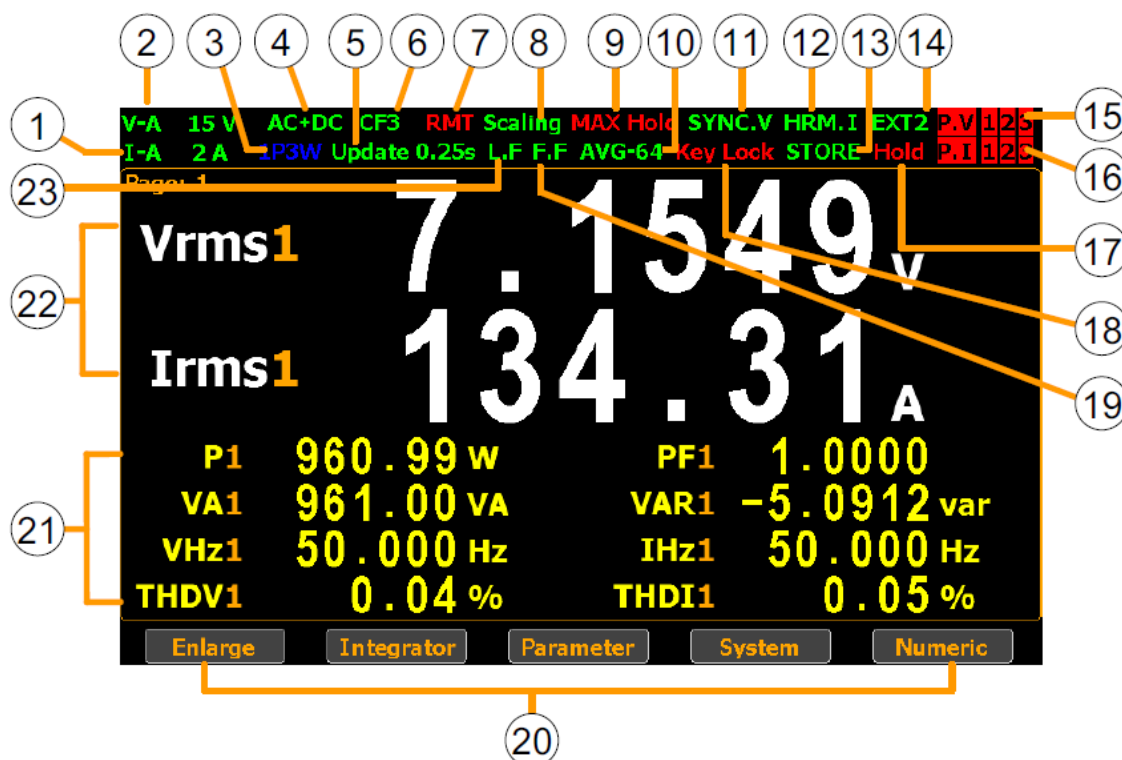 2 3 4 5 6 7 8 9 10 11 12 13 14
1 V-A 15 V AC+DC CF3 RMT Scaling MAX Hold SYNC.V HRM.I EXT2 P.V 1 2 3 15
I-A 2 A 1P3W Update 0.25s L.F F.F AVG-64 Key Lock STORE Hold P.I 1 2 3 16
23 Page: 1
Vrms1 7.1549 V 17
22
Irms1 134.31 A 18
19
P1 960.99 W PF1 1.0000
VA1 961.00 VA VAR1 -5.0912 var
21
VHz1 50.000 Hz IHz1 50.000 Hz
THDV1 0.04 % THDI1 0.05 %
Enlarge Integrator Parameter System Numeric
20